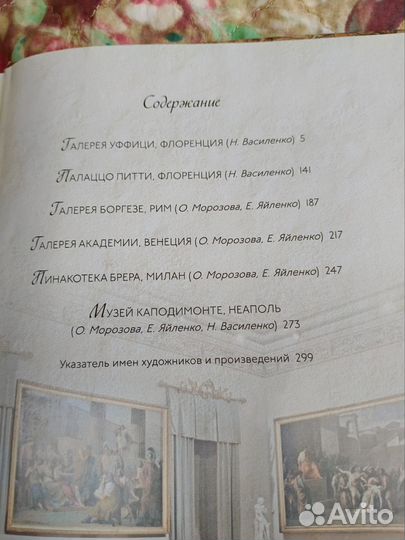 Содержание
Галерея Уффици, Флоренция (Н. Василенко) 5
Палаццо Питти, Флоренция (Н. Василенко) 141
Галерея Боргезе, Рим (О. Морозова, Е. Яйленко) 187
Галерея Академии, Венеция (О. Морозова, Е. Яйленко) 217
Пинакотека Брера, Милан (О. Морозова, Е. Яйленко) 247
Музей Каподимонте, Неаполь
(О. Морозова, Е. Яйленко, Н. Василенко) 273
Указатель имен художников и произведений 299
Avito